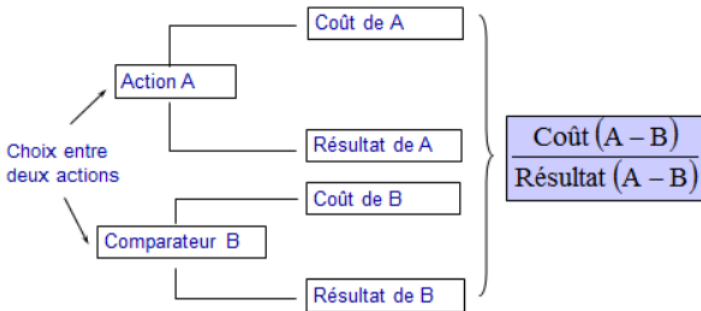 Coût de A
Action A
Résultat de A
Choix entre
deux actions
Coût de B
Comparateur B
Résultat de B
Coût (A – B)
Résultat (A – B)